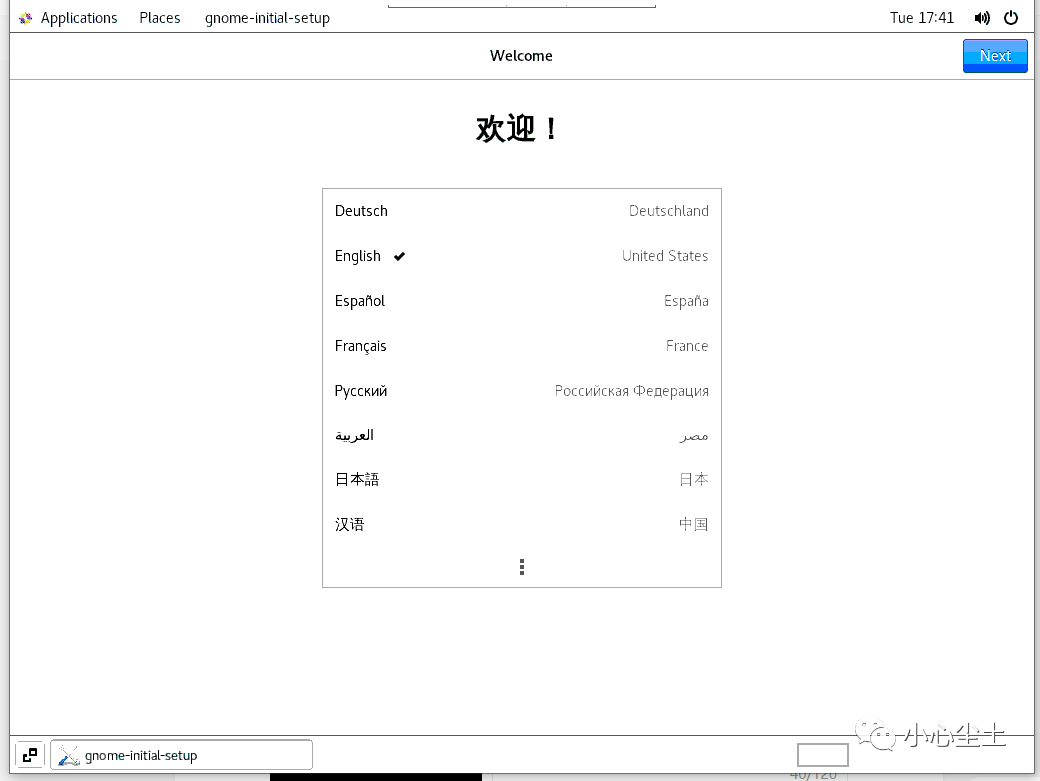 Applications Places gnome-initial-setup Tue 17:41
Welcome
Next
欢迎！
Deutsch Deutschland
English United States
Español España
Français France
Русский Российская Федерация
العربية مصر
日本語 日本
汉语 中国
小心尘土
gnome-initial-setup
40/120